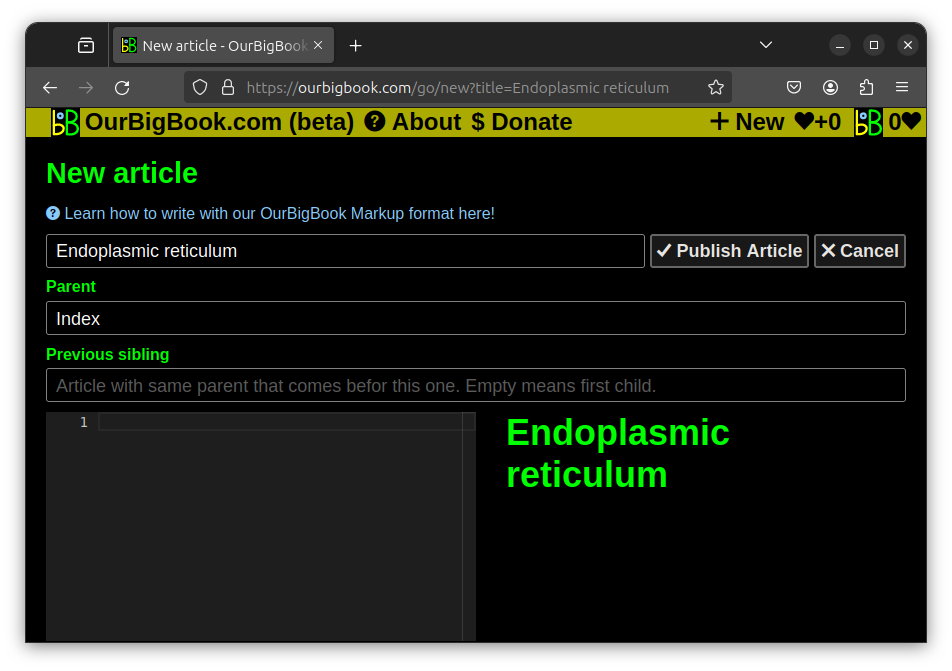 New article - OurBigBook
https://ourbigbook.com/go/new?title=Endoplasmic reticulum
OurBigBook.com (beta) ? About $ Donate + New +0 0
New article
? Learn how to write with our OurBigBook Markup format here!
Endoplasmic reticulum Publish Article Cancel
Parent
Index
Previous sibling
Article with same parent that comes befor this one. Empty means first child.
1
Endoplasmic
reticulum